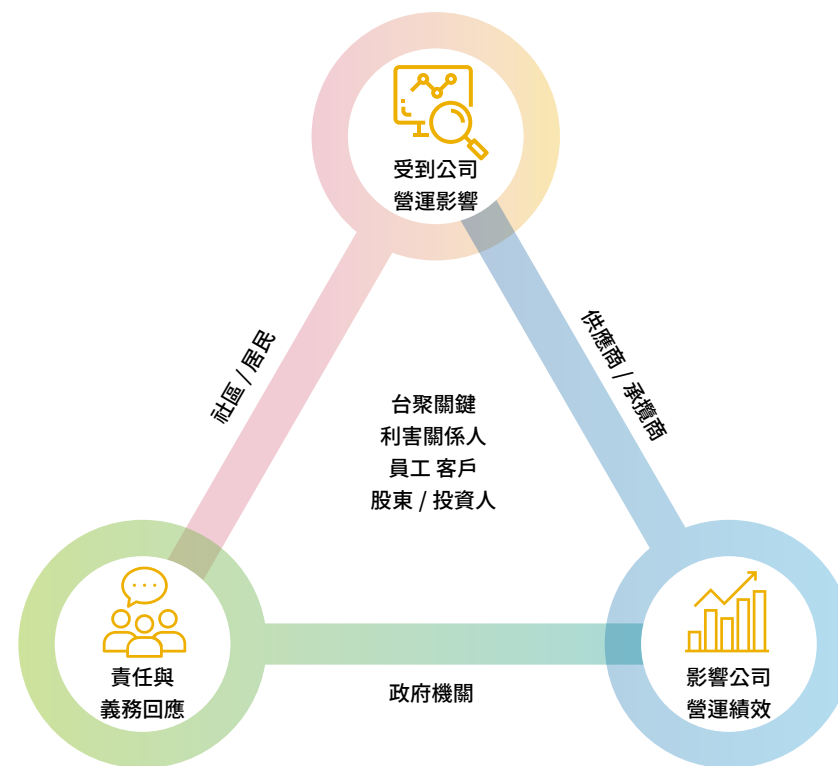 受到公司
營運影響
社區 / 居民
供應商 / 承攬商
台聚關鍵
利害關係人
員工 客戶
股東 / 投資人
責任與
義務回應
政府機關
影響公司
營運績效